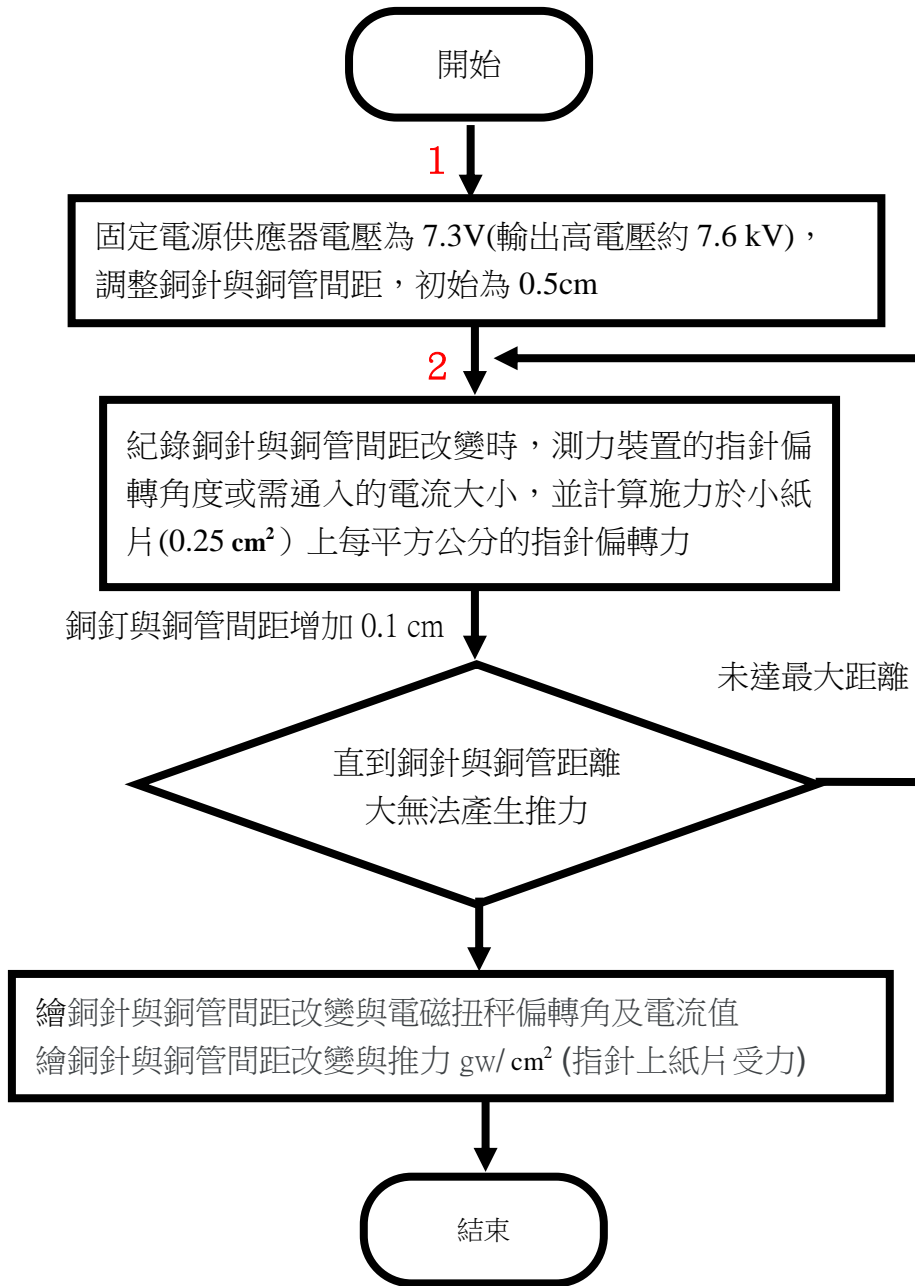 開始
1
固定電源供應器電壓為 7.3V(輸出高電壓約 7.6 kV)，
調整銅針與銅管間距，初始為 0.5cm
2
紀錄銅針與銅管間距改變時，測力裝置的指針偏
轉角度或需通入的電流大小，並計算施力於小紙
片(0.25 cm²）上每平方公分的指針偏轉力
銅釘與銅管間距增加 0.1 cm
未達最大距離
直到銅針與銅管距離
大無法產生推力
繪銅針與銅管間距改變與電磁扭秤偏轉角及電流值
繪銅針與銅管間距改變與推力 gw/ cm² (指針上紙片受力)
結束